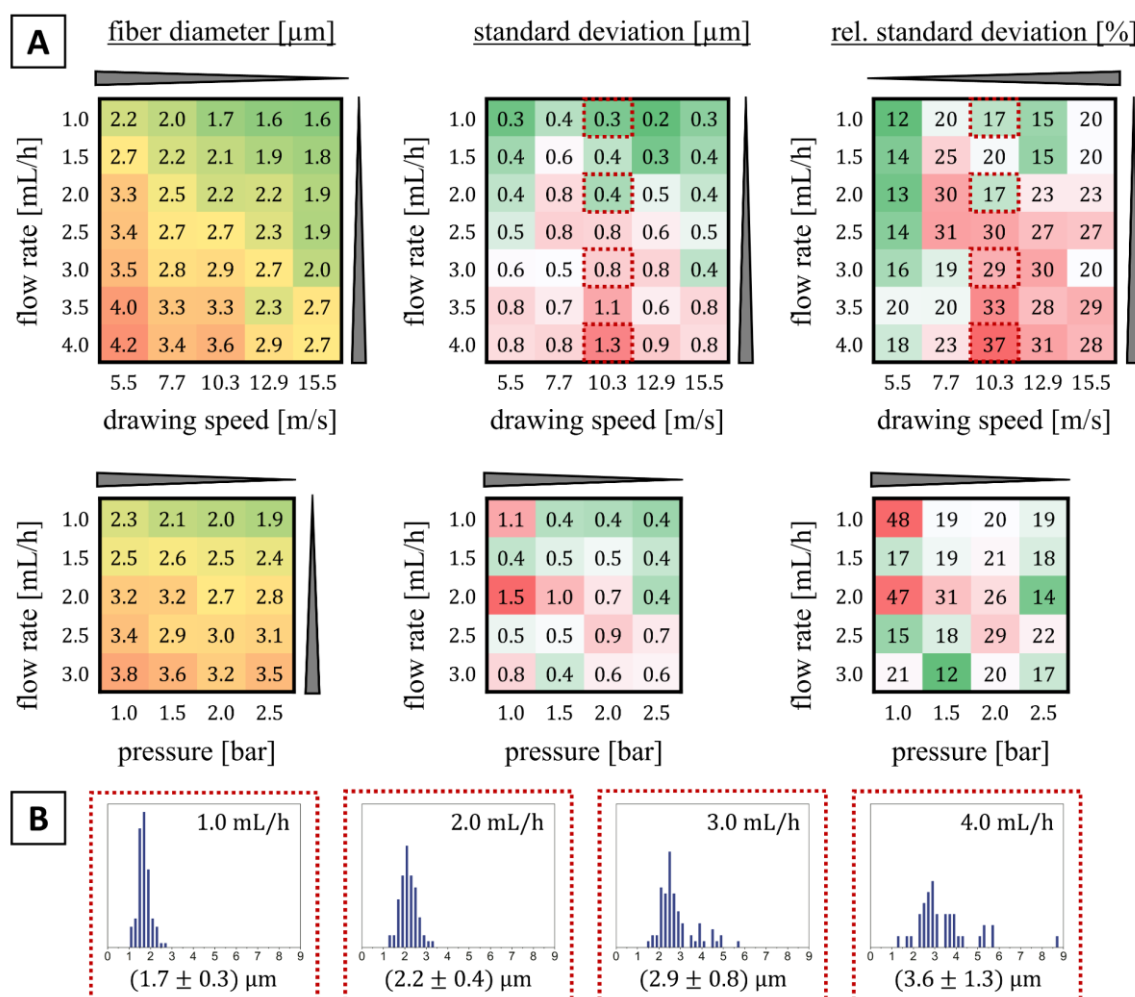 A
fiber diameter [µm] standard deviation [µm] rel. standard deviation [%]
flow rate [mL/h]
1.0 2.2 2.0 1.7 1.6 1.6
1.5 2.7 2.2 2.1 1.9 1.8
2.0 3.3 2.5 2.2 2.2 1.9
2.5 3.4 2.7 2.7 2.3 1.9
3.0 3.5 2.8 2.9 2.7 2.0
3.5 4.0 3.3 3.3 2.3 2.7
4.0 4.2 3.4 3.6 2.9 2.7
5.5 7.7 10.3 12.9 15.5
drawing speed [m/s]
flow rate [mL/h]
1.0 0.3 0.4 0.3 0.2 0.3
1.5 0.4 0.6 0.4 0.3 0.4
2.0 0.4 0.8 0.4 0.5 0.4
2.5 0.5 0.8 0.8 0.6 0.5
3.0 0.6 0.5 0.8 0.8 0.4
3.5 0.8 0.7 1.1 0.6 0.8
4.0 0.8 0.8 1.3 0.9 0.8
5.5 7.7 10.3 12.9 15.5
drawing speed [m/s]
flow rate [mL/h]
1.0 12 20 17 15 20
1.5 14 25 20 15 20
2.0 13 30 17 23 23
2.5 14 31 30 27 27
3.0 16 19 29 30 20
3.5 20 20 33 28 29
4.0 18 23 37 31 28
5.5 7.7 10.3 12.9 15.5
drawing speed [m/s]
flow rate [mL/h]
1.0 2.3 2.1 2.0 1.9
1.5 2.5 2.6 2.5 2.4
2.0 3.2 3.2 2.7 2.8
2.5 3.4 2.9 3.0 3.1
3.0 3.8 3.6 3.2 3.5
1.0 1.5 2.0 2.5
pressure [bar]
flow rate [mL/h]
1.0 1.1 0.4 0.4 0.4
1.5 0.4 0.5 0.5 0.4
2.0 1.5 1.0 0.7 0.4
2.5 0.5 0.5 0.9 0.7
3.0 0.8 0.4 0.6 0.6
1.0 1.5 2.0 2.5
pressure [bar]
flow rate [mL/h]
1.0 48 19 20 19
1.5 17 19 21 18
2.0 47 31 26 14
2.5 15 18 29 22
3.0 21 12 20 17
1.0 1.5 2.0 2.5
pressure [bar]
B
1.0 mL/h
0 1 2 3 4 5 6 7 8 9
(1.7 ± 0.3) µm
2.0 mL/h
0 1 2 3 4 5 6 7 8 9
(2.2 ± 0.4) µm
3.0 mL/h
0 1 2 3 4 5 6 7 8 9
(2.9 ± 0.8) µm
4.0 mL/h
0 1 2 3 4 5 6 7 8 9
(3.6 ± 1.3) µm